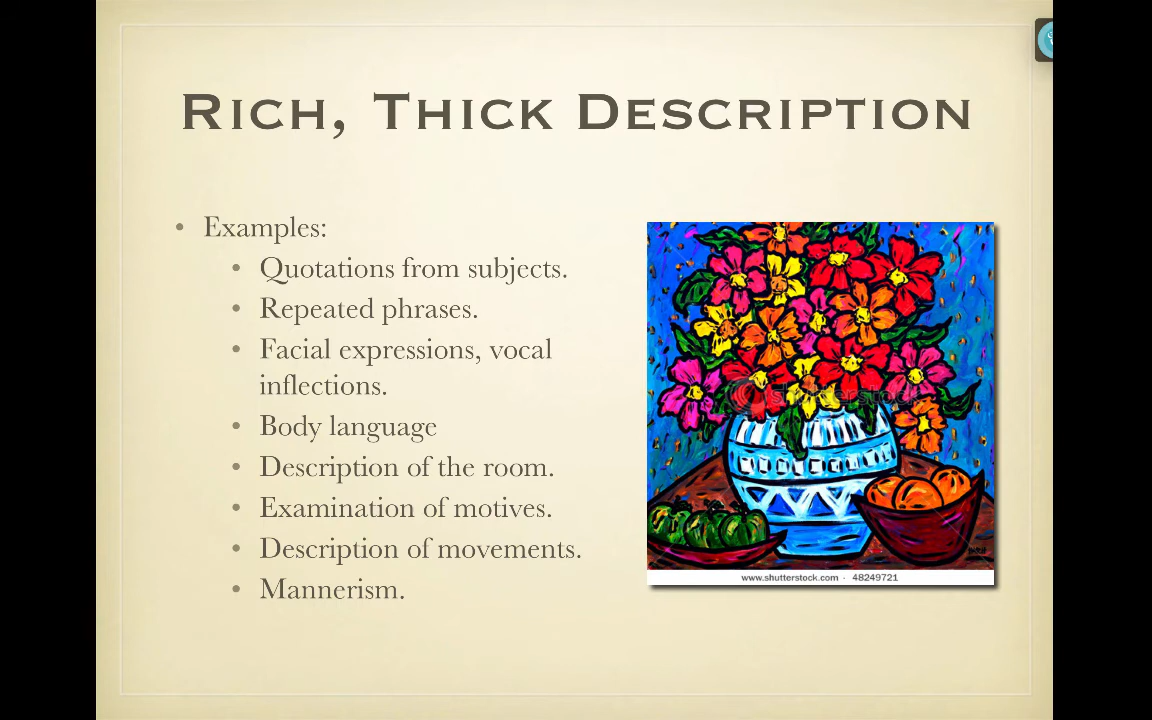 Rich, Thick Description
• Examples:
• Quotations from subjects.
• Repeated phrases.
• Facial expressions, vocal
inflections.
• Body language
• Description of the room.
• Examination of motives.
• Description of movements.
• Mannerism.
shutterstock
www.shutterstock.com · 48249721